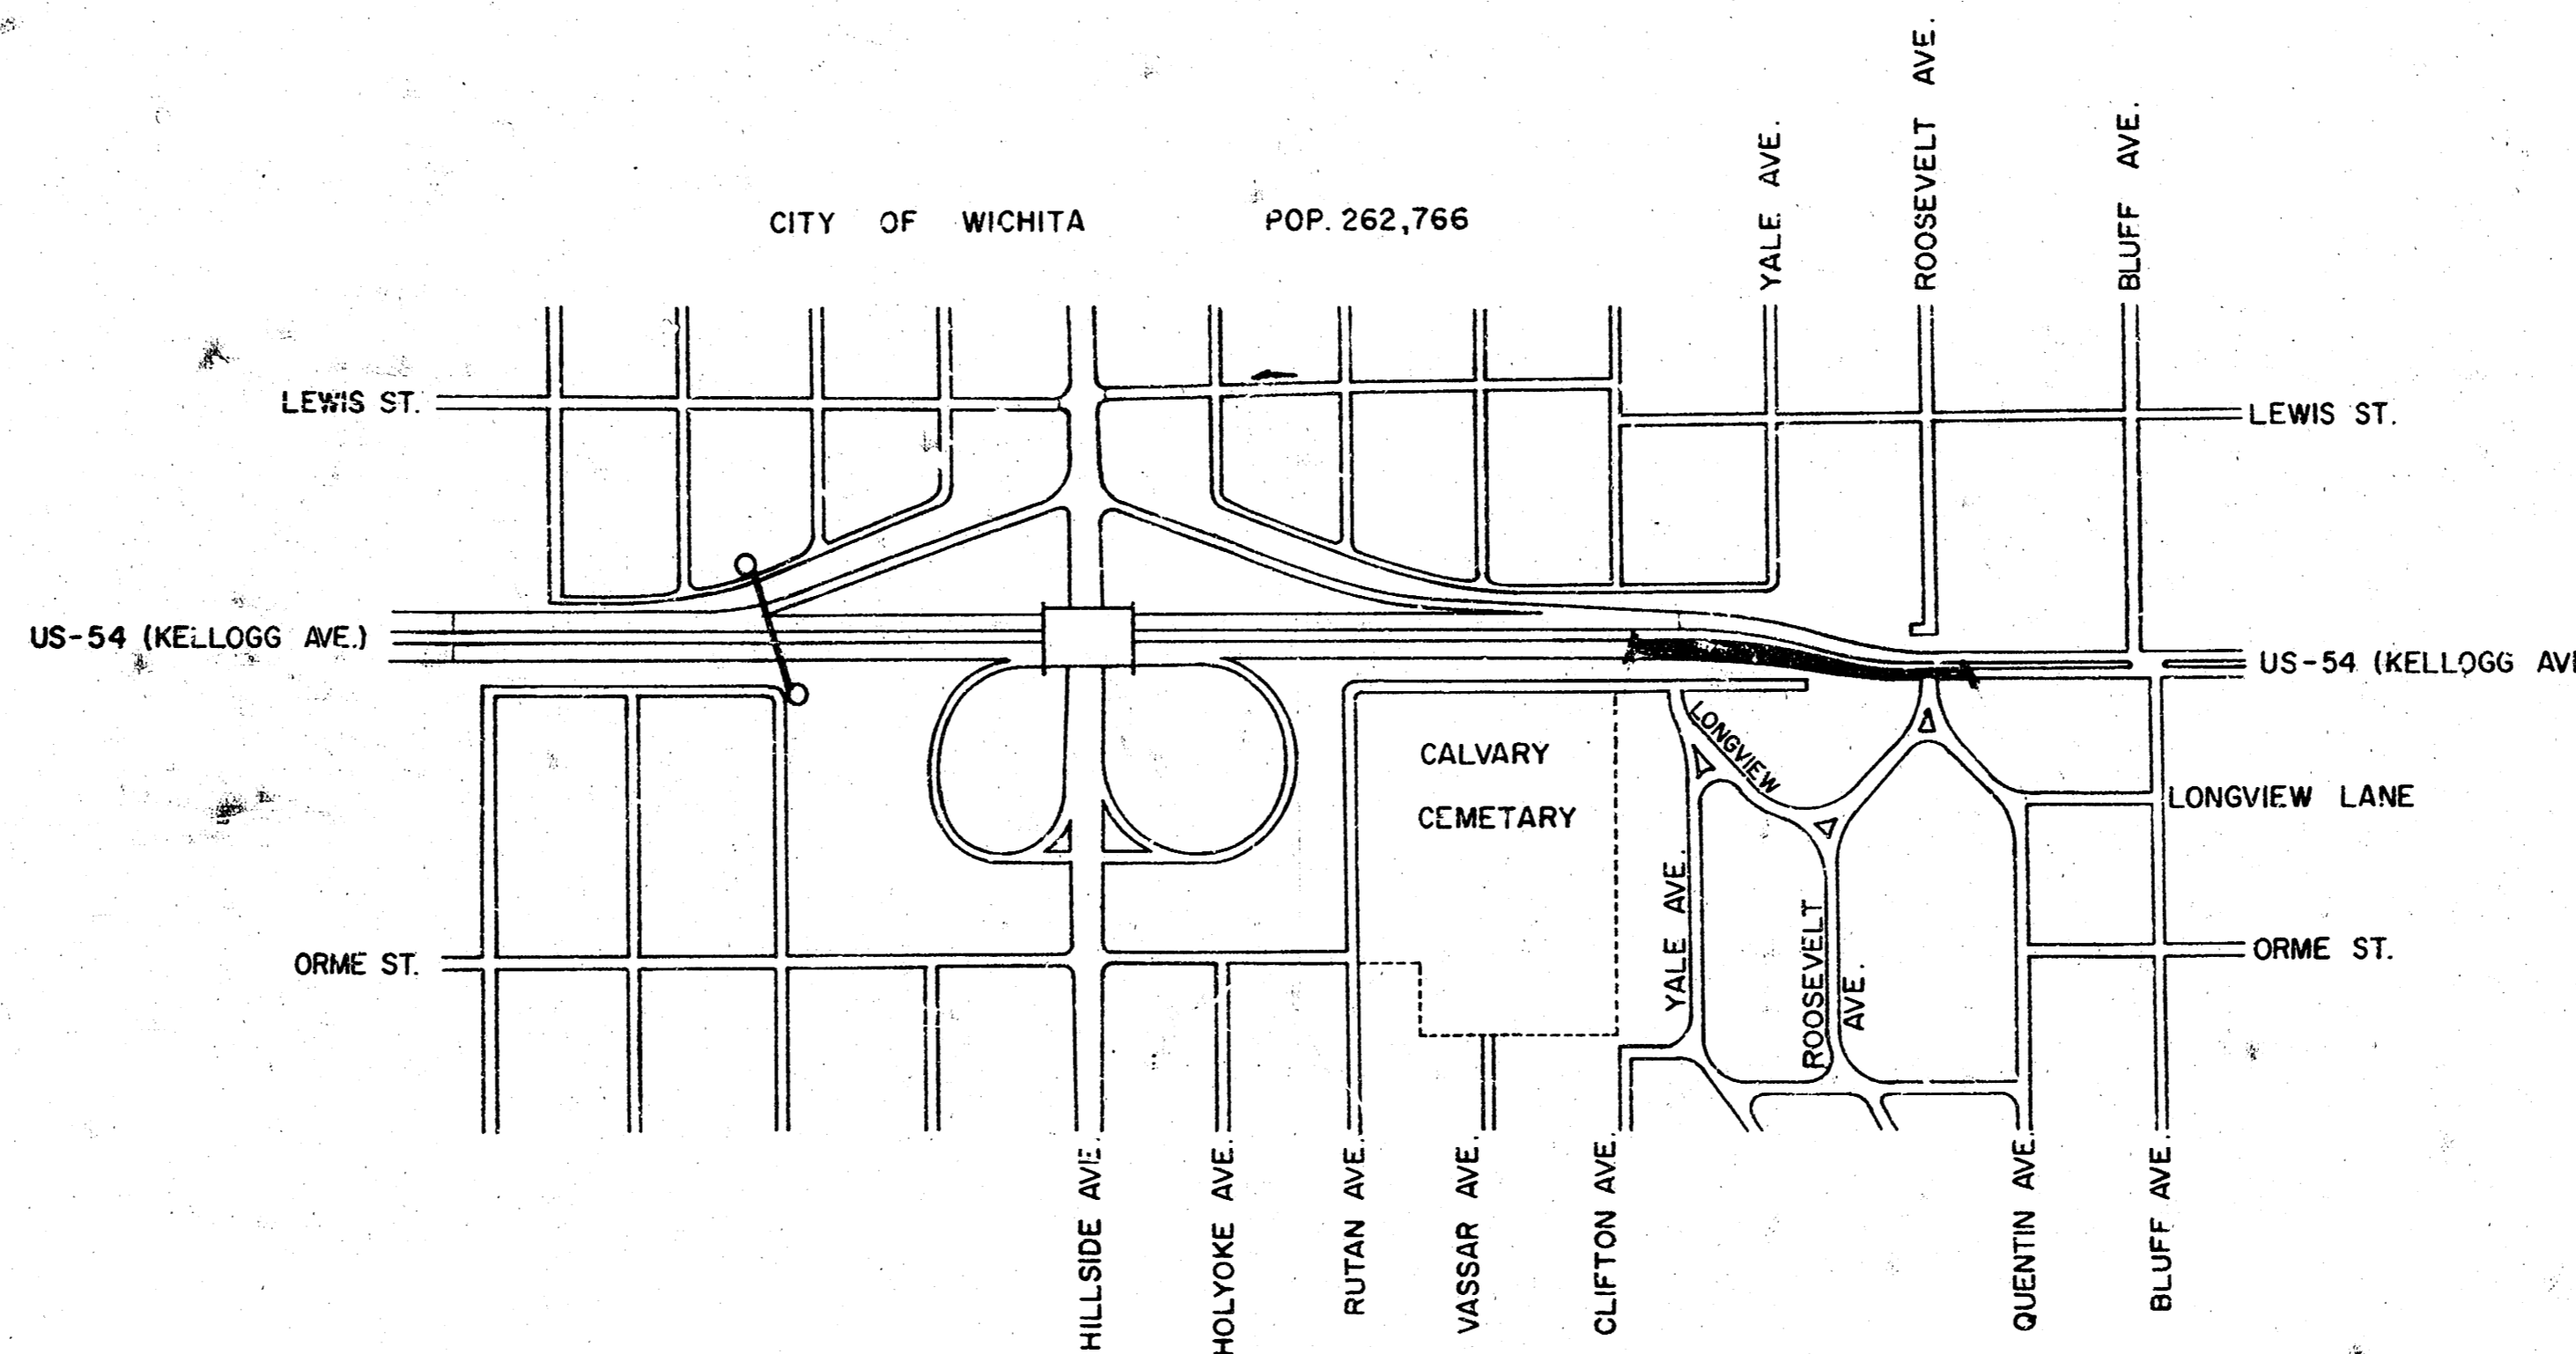 YALE AVE.
ROOSEVELT AVE.
BLUFF AVE.
CITY OF WICHITA POP. 262,766
LEWIS ST.
LEWIS ST.
US-54 (KELLOGG AVE.)
US-54 (KELLOGG AV
LONGVIEW
CALVARY
CEMETARY
LONGVIEW LANE
YALE AVE.
ROOSEVELT
AVE.
ORME ST.
ORME ST.
HILLSIDE AVE.
HOLYOKE AVE.
RUTAN AVE.
VASSAR AVE.
CLIFTON AVE.
QUENTIN AVE.
BLUFF AVE.